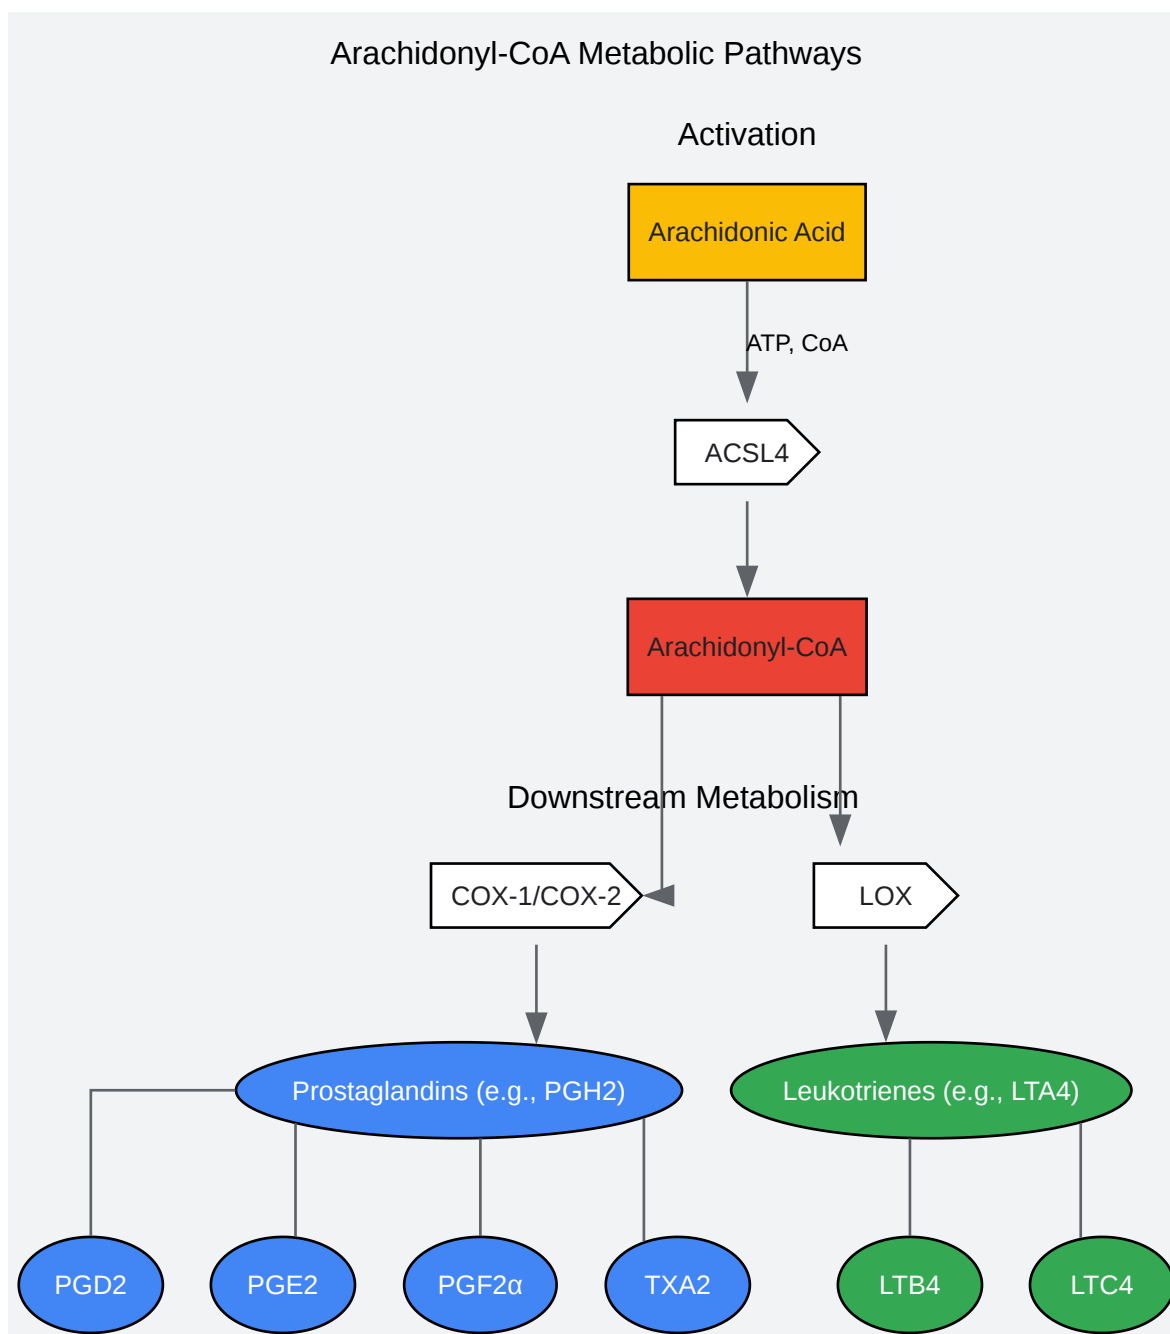 Arachidonyl-CoA Metabolic Pathways
Activation
Arachidonic Acid
ATP, CoA
ACSL4
Arachidonyl-CoA
Downstream Metabolism
COX-1/COX-2
LOX
Prostaglandins (e.g., PGH2)
Leukotrienes (e.g., LTA4)
PGD2
PGE2
PGF2α
TXA2
LTB4
LTC4